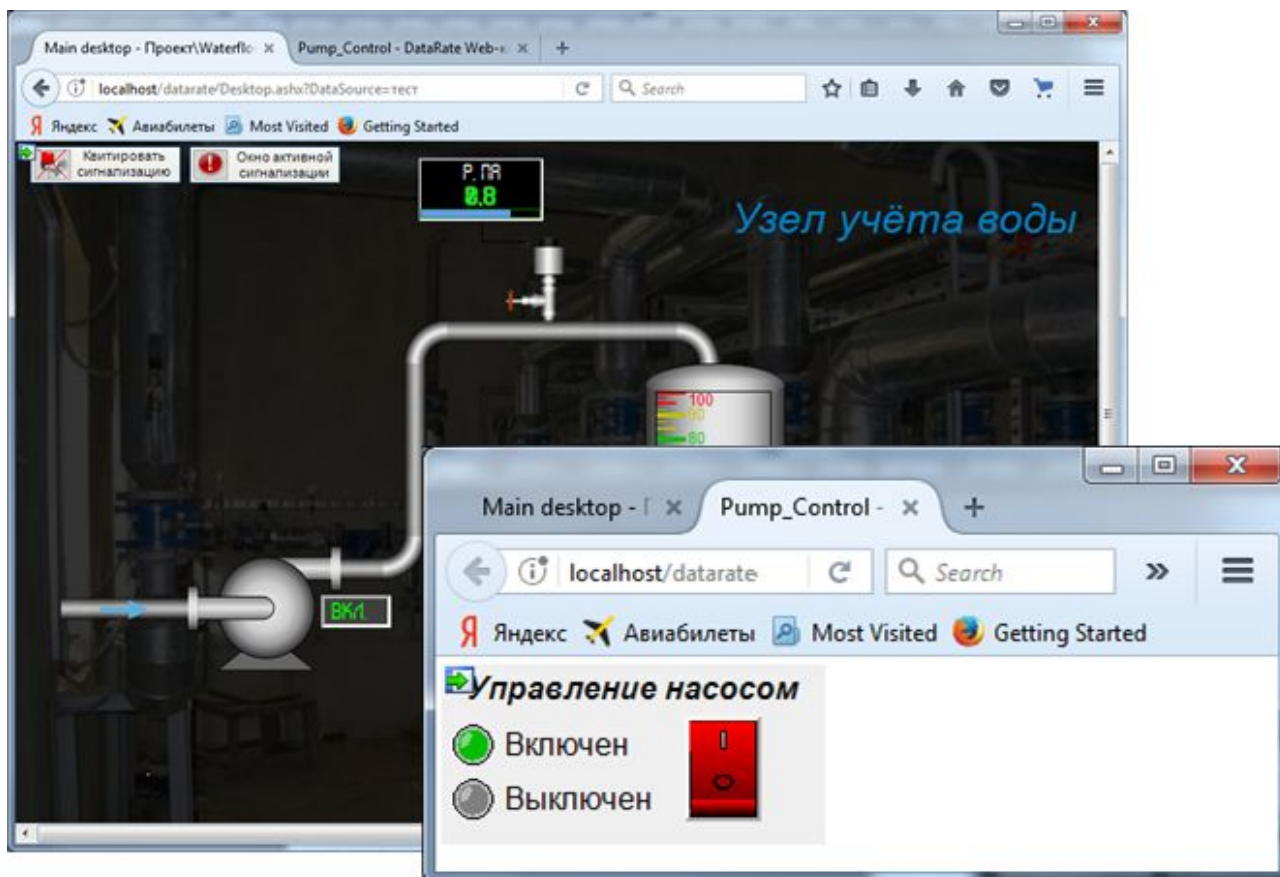 Main desktop - Проект\Waterflo
Pump_Control - DataRate Web-к
localhost/datarate/Desktop.ashx?DataSource=тест
Search
Яндекс Авиабилеты Most Visited Getting Started
Квитировать
сигнализацию
Окно активной
сигнализации
Р. ПА
0.8
Узел учёта воды
100
90
80
ВКЛ
Main desktop - Г
Pump_Control -
localhost/datarate
Search
Яндекс Авиабилеты Most Visited Getting Started
Управление насосом
Включен
Выключен